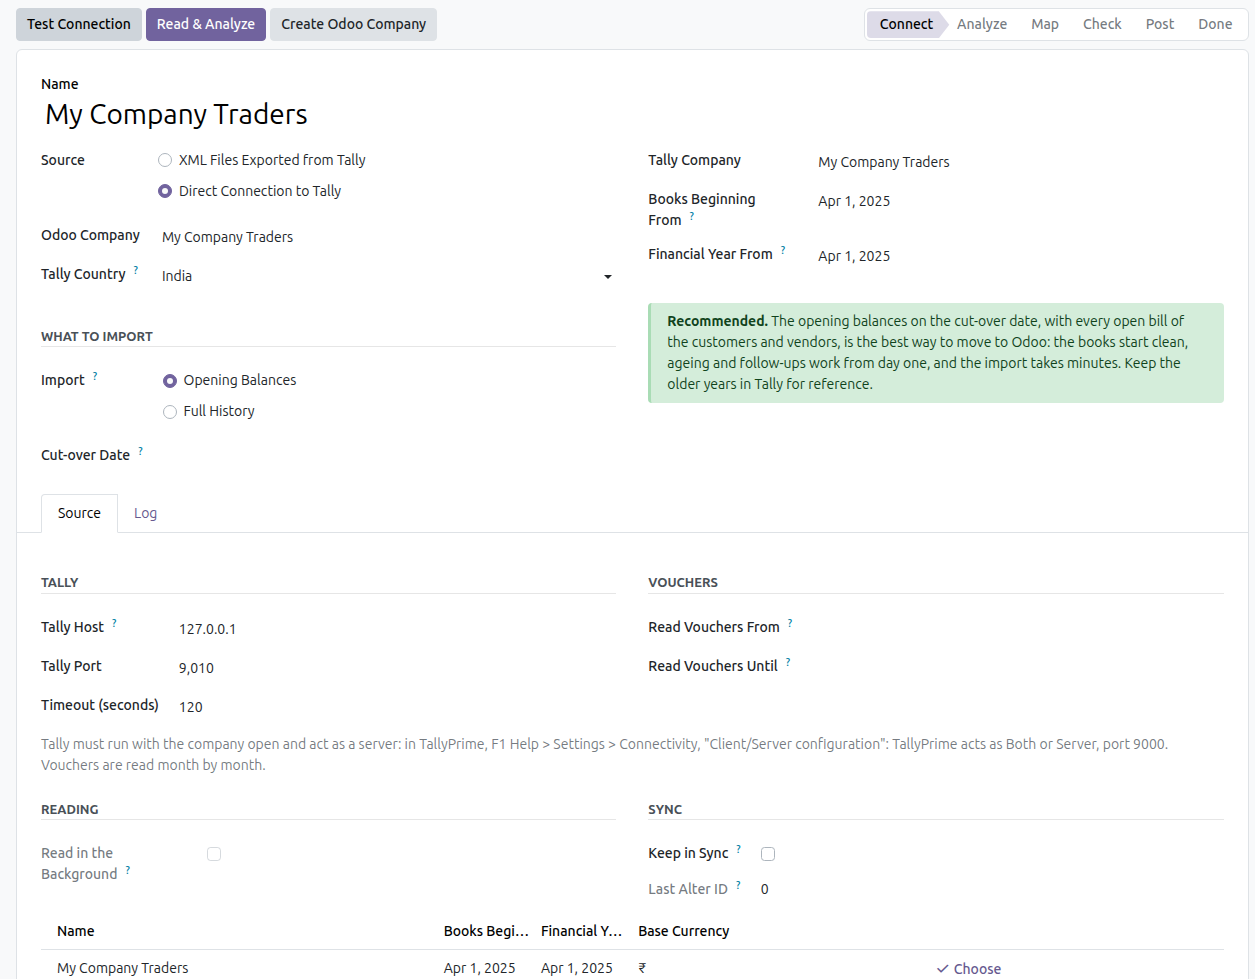 Test Connection Read & Analyze Create Odoo Company Connect Analyze Map Check Post Done
Name
My Company Traders
Source XML Files Exported from Tally
Direct Connection to Tally
Odoo Company My Company Traders
Tally Country ? India
Tally Company My Company Traders
Books Beginning From ? Apr 1, 2025
Financial Year From ? Apr 1, 2025
WHAT TO IMPORT
Import ? Opening Balances
Full History
Cut-over Date ?
Recommended. The opening balances on the cut-over date, with every open bill of
the customers and vendors, is the best way to move to Odoo: the books start clean,
ageing and follow-ups work from day one, and the import takes minutes. Keep the
older years in Tally for reference.
Source Log
TALLY
Tally Host ? 127.0.0.1
Tally Port 9,010
Timeout (seconds) 120
VOUCHERS
Read Vouchers From ?
Read Vouchers Until ?
Tally must run with the company open and act as a server: in TallyPrime, F1 Help > Settings > Connectivity, "Client/Server configuration": TallyPrime acts as Both or Server, port 9000.
Vouchers are read month by month.
READING
Read in the
Background ?
SYNC
Keep in Sync ?
Last Alter ID ? 0
Name Books Begi... Financial Y... Base Currency
My Company Traders Apr 1, 2025 Apr 1, 2025 ₹ Choose